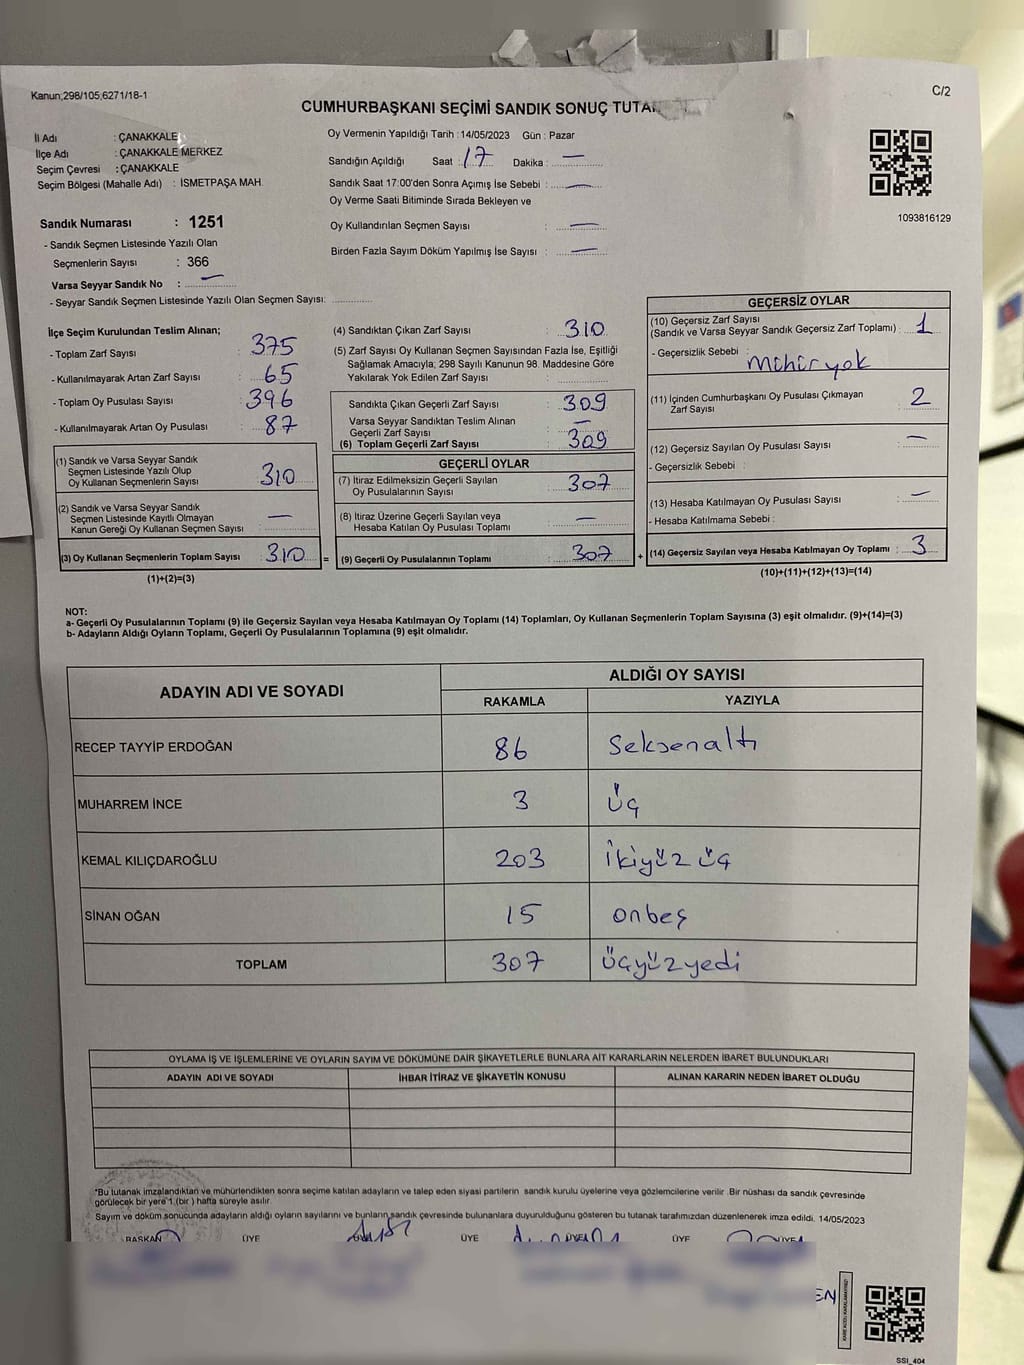 Kanun;298/105,6271/18-1
C/2
CUMHURBAŞKANI SEÇİMİ SANDIK SONUÇ TUTA
İl Adı : ÇANAKKALE
İlçe Adı : ÇANAKKALE MERKEZ
Seçim Çevresi : ÇANAKKALE
Seçim Bölgesi (Mahalle Adı) : İSMETPAŞA MAH.
Sandık Numarası : 1251
- Sandık Seçmen Listesinde Yazılı Olan
Seçmenlerin Sayısı : 366
Varsa Seyyar Sandık No : —
- Seyyar Sandık Seçmen Listesinde Yazılı Olan Seçmen Sayısı:
Oy Vermenin Yapıldığı Tarih : 14/05/2023 Gün : Pazar
Sandığın Açıldığı Saat : 17 Dakika : —
Sandık Saat 17:00'den Sonra Açımış İse Sebebi : —
Oy Verme Saati Bitiminde Sırada Bekleyen ve
Oy Kullandırılan Seçmen Sayısı : —
Birden Fazla Sayım Döküm Yapılmış İse Sayısı : —
1093816129
İlçe Seçim Kurulundan Teslim Alınan;
- Toplam Zarf Sayısı : 375
- Kullanılmayarak Artan Zarf Sayısı : 65
- Toplam Oy Pusulası Sayısı : 396
- Kullanılmayarak Artan Oy Pusulası : 87
(1) Sandık ve Varsa Seyyar Sandık
Seçmen Listesinde Yazılı Olup
Oy Kullanan Seçmenlerin Sayısı : 310
(2) Sandık ve Varsa Seyyar Sandık
Seçmen Listesinde Kayıtlı Olmayan
Kanun Gereği Oy Kullanan Seçmen Sayısı : —
(3) Oy Kullanan Seçmenlerin Toplam Sayısı : 310 =
(1)+(2)=(3)
(4) Sandıktan Çıkan Zarf Sayısı : 310
(5) Zarf Sayısı Oy Kullanan Seçmen Sayısından Fazla İse, Eşitliği
Sağlamak Amacıyla; 298 Sayılı Kanunun 98. Maddesine Göre
Yakılarak Yok Edilen Zarf Sayısı :
Sandıkta Çıkan Geçerli Zarf Sayısı : 309
Varsa Seyyar Sandıktan Teslim Alınan
Geçerli Zarf Sayısı : —
(6) Toplam Geçerli Zarf Sayısı : 309
GEÇERLİ OYLAR
(7) İtiraz Edilmeksizin Geçerli Sayılan
Oy Pusulalarının Sayısı : 307
(8) İtiraz Üzerine Geçerli Sayılan veya
Hesaba Katılan Oy Pusulası Toplamı : —
(9) Geçerli Oy Pusulalarının Toplamı : 307 +
GEÇERSİZ OYLAR
(10) Geçersiz Zarf Sayısı
(Sandık ve Varsa Seyyar Sandık Geçersiz Zarf Toplamı) : 1
- Geçersizlik Sebebi : Mühür yok
(11) İçinden Cumhurbaşkanı Oy Pusulası Çıkmayan
Zarf Sayısı : 2
(12) Geçersiz Sayılan Oy Pusulası Sayısı : —
- Geçersizlik Sebebi :
(13) Hesaba Katılmayan Oy Pusulası Sayısı : —
- Hesaba Katılmama Sebebi :
(14) Geçersiz Sayılan veya Hesaba Katılmayan Oy Toplamı : 3
(10)+(11)+(12)+(13)=(14)
NOT:
a- Geçerli Oy Pusulalarının Toplamı (9) ile Geçersiz Sayılan veya Hesaba Katılmayan Oy Toplamı (14) Toplamları, Oy Kullanan Seçmenlerin Toplam Sayısına (3) eşit olmalıdır. (9)+(14)=(3)
b- Adayların Aldığı Oyların Toplamı, Geçerli Oy Pusulalarının Toplamına (9) eşit olmalıdır.
ADAYIN ADI VE SOYADI
ALDIĞI OY SAYISI
RAKAMLA YAZIYLA
RECEP TAYYİP ERDOĞAN 86 Seksenaltı
MUHARREM İNCE 3 üç
KEMAL KILIÇDAROĞLU 203 ikiyüz üç
SİNAN OĞAN 15 onbeş
TOPLAM 307 üçyüzyedi
OYLAMA İŞ VE İŞLEMLERİNE VE OYLARIN SAYIM VE DÖKÜMÜNE DAİR ŞİKAYETLERLE BUNLARA AİT KARARLARIN NELERDEN İBARET BULUNDUKLARI
ADAYIN ADI VE SOYADI İHBAR İTİRAZ VE ŞİKAYETİN KONUSU ALINAN KARARIN NEDEN İBARET OLDUĞU
*Bu tutanak imzalandıktan ve mühürlendikten sonra seçime katılan adayların ve talep eden siyasi partilerin sandık kurulu üyelerine veya gözlemcilerine verilir .Bir nüshası da sandık çevresinde
görülecek bir yere 1 (bir ) hafta süreyle asılır.
Sayım ve döküm sonucunda adayların aldığı oyların sayılarını ve bunların sandık çevresinde bulunanlara duyurulduğunu gösteren bu tutanak tarafımızdan düzenlenerek imza edildi. 14/05/2023
BAŞKAN ÜYE ÜYE ÜYE ÜYE ÜYE
EN
SSI_404